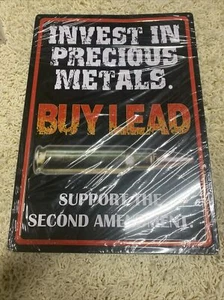 INVEST IN
PRECIOUS
METALS.
BUY LEAD
SUPPORT THE
SECOND AMENDMENT.